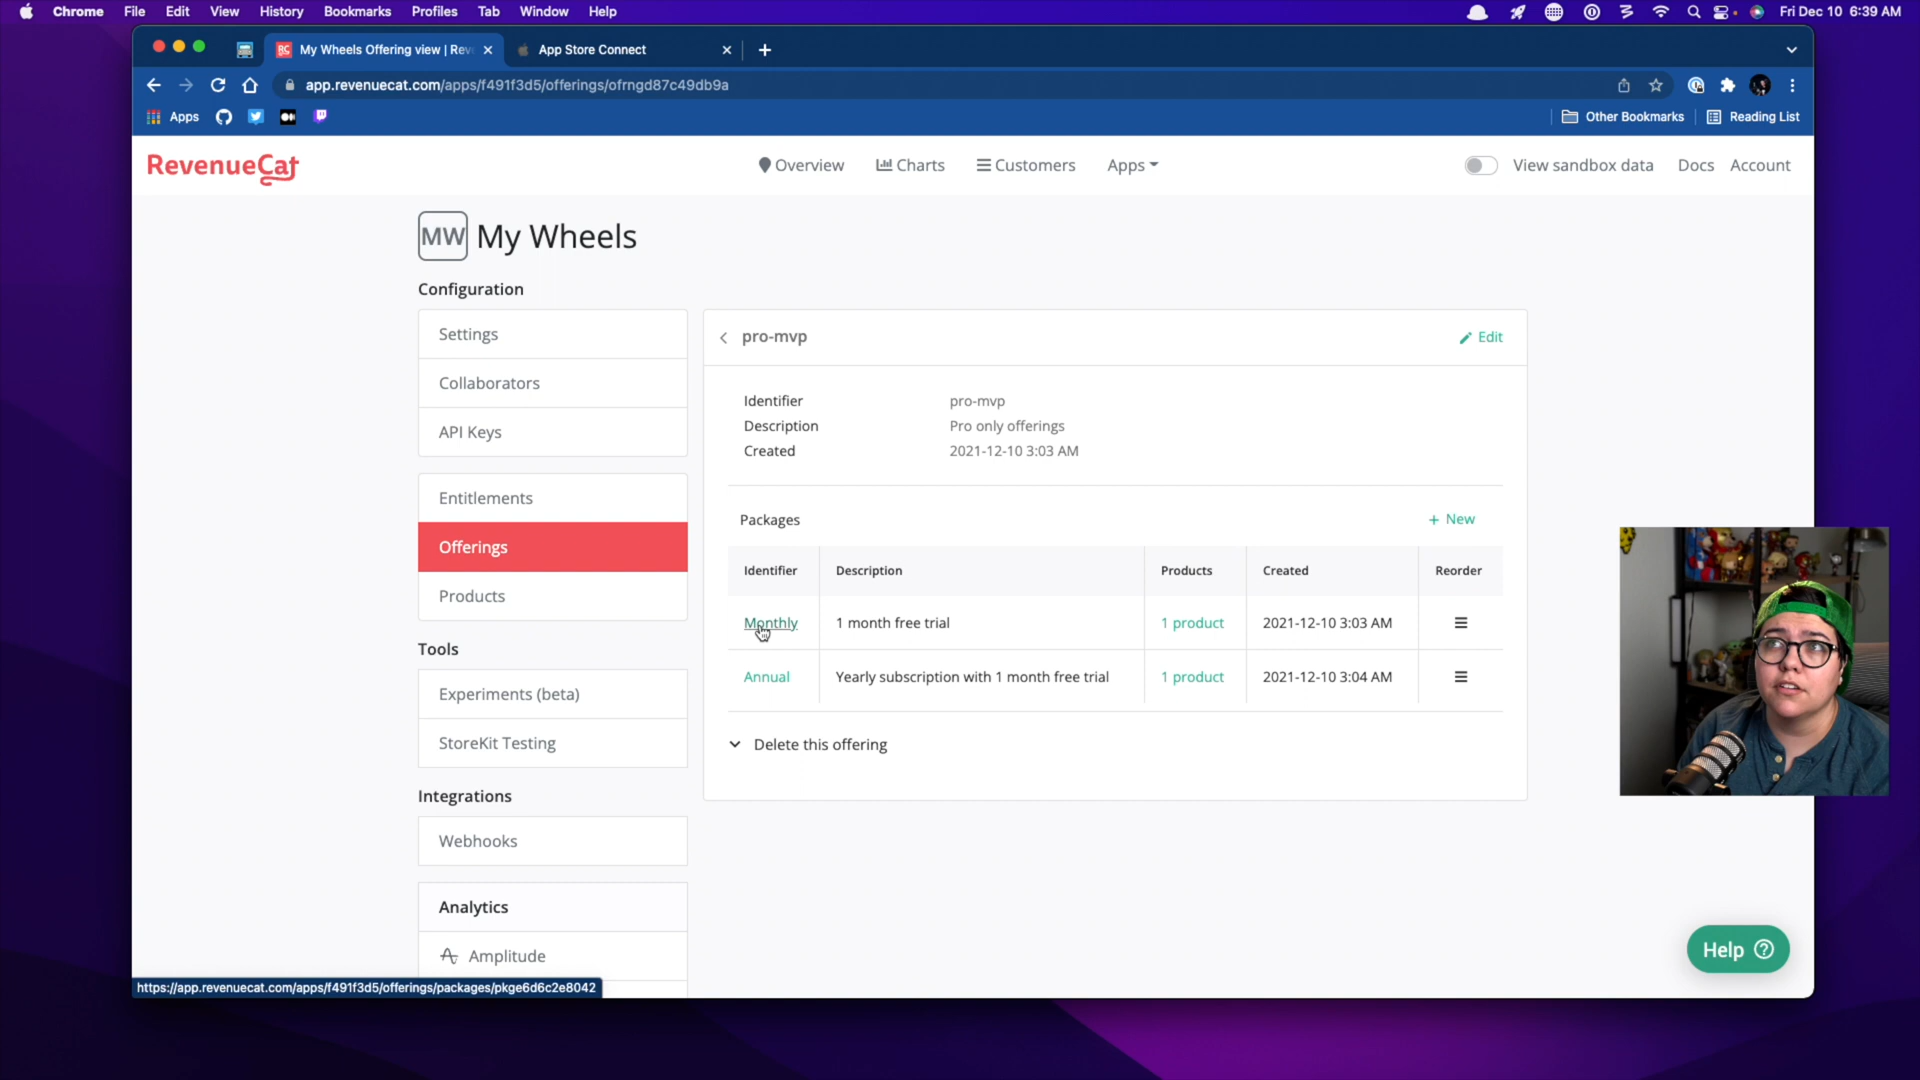 Chrome File Edit View History Bookmarks Profiles Tab Window Help Fri Dec 10 6:39 AM
RC My Wheels Offering view | Rev App Store Connect
app.revenuecat.com/apps/f491f3d5/offerings/ofrngd87c49db9a
Apps Other Bookmarks Reading List
RevenueCat Overview Charts Customers Apps View sandbox data Docs Account
MW My Wheels
Configuration
Settings
Collaborators
API Keys
Entitlements
Offerings
Products
Tools
Experiments (beta)
StoreKit Testing
Integrations
Webhooks
Analytics
Amplitude
pro-mvp Edit
Identifier pro-mvp
Description Pro only offerings
Created 2021-12-10 3:03 AM
Packages + New
Identifier Description Products Created Reorder
Monthly 1 month free trial 1 product 2021-12-10 3:03 AM
Annual Yearly subscription with 1 month free trial 1 product 2021-12-10 3:04 AM
Delete this offering
Help
https://app.revenuecat.com/apps/f491f3d5/offerings/packages/pkge6d6c2e8042